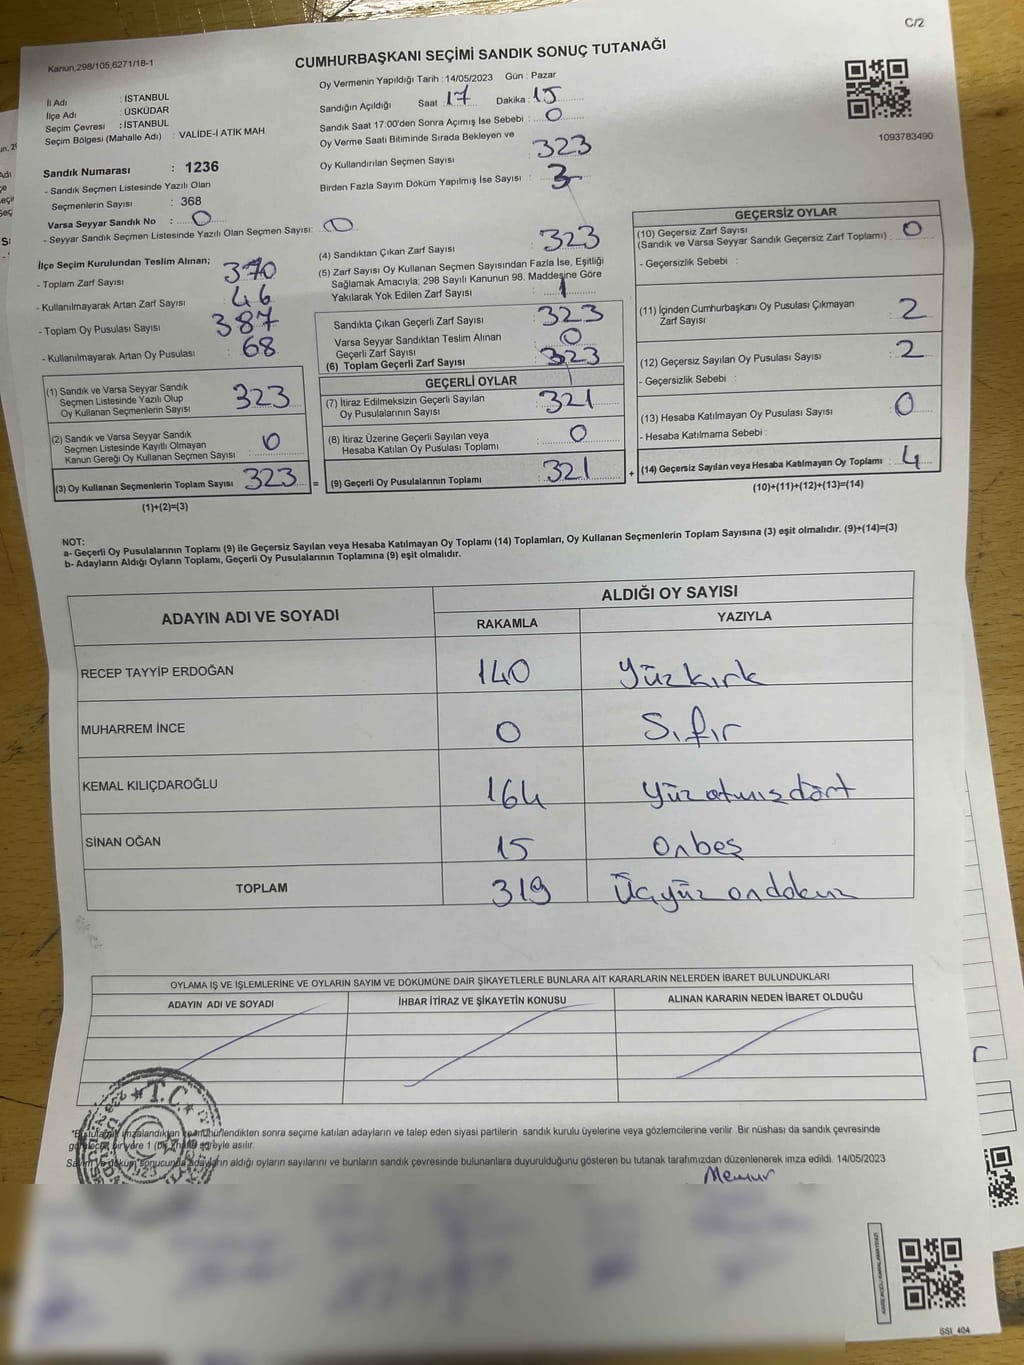 C/2
Kanun,298/105,6271/18-1
CUMHURBAŞKANI SEÇİMİ SANDIK SONUÇ TUTANAĞI
Oy Vermenin Yapıldığı Tarih : 14/05/2023 Gün : Pazar
İl Adı : İSTANBUL
İlçe Adı : ÜSKÜDAR
Seçim Çevresi : İSTANBUL
Seçim Bölgesi (Mahalle Adı) : VALİDE-İ ATİK MAH.
Sandığın Açıldığı Saat : 17 Dakika : 15
Sandık Saat 17:00'den Sonra Açımış İse Sebebi : 0
Oy Verme Saati Bitiminde Sırada Bekleyen ve
Oy Kullandırılan Seçmen Sayısı : 323
Birden Fazla Sayım Döküm Yapılmış İse Sayısı : 3
1093783490
Sandık Numarası : 1236
- Sandık Seçmen Listesinde Yazılı Olan
Seçmenlerin Sayısı : 368
Varsa Seyyar Sandık No : 0
- Seyyar Sandık Seçmen Listesinde Yazılı Olan Seçmen Sayısı: 0
İlçe Seçim Kurulundan Teslim Alınan;
- Toplam Zarf Sayısı : 370
- Kullanılmayarak Artan Zarf Sayısı : 46
- Toplam Oy Pusulası Sayısı : 387
- Kullanılmayarak Artan Oy Pusulası : 68
(1) Sandık ve Varsa Seyyar Sandık
Seçmen Listesinde Yazılı Olup
Oy Kullanan Seçmenlerin Sayısı : 323
(2) Sandık ve Varsa Seyyar Sandık
Seçmen Listesinde Kayıtlı Olmayan
Kanun Gereği Oy Kullanan Seçmen Sayısı : 0
(3) Oy Kullanan Seçmenlerin Toplam Sayısı : 323 =
(1)+(2)=(3)
(4) Sandıktan Çıkan Zarf Sayısı : 323
(5) Zarf Sayısı Oy Kullanan Seçmen Sayısından Fazla İse, Eşitliği
Sağlamak Amacıyla; 298 Sayılı Kanunun 98. Maddesine Göre
Yakılarak Yok Edilen Zarf Sayısı : 1
Sandıkta Çıkan Geçerli Zarf Sayısı : 323
Varsa Seyyar Sandıktan Teslim Alınan
Geçerli Zarf Sayısı : 0
(6) Toplam Geçerli Zarf Sayısı : 323
GEÇERLİ OYLAR
(7) İtiraz Edilmeksizin Geçerli Sayılan
Oy Pusulalarının Sayısı : 321
(8) İtiraz Üzerine Geçerli Sayılan veya
Hesaba Katılan Oy Pusulası Toplamı : 0
(9) Geçerli Oy Pusulalarının Toplamı : 321 +
GEÇERSİZ OYLAR
(10) Geçersiz Zarf Sayısı
(Sandık ve Varsa Seyyar Sandık Geçersiz Zarf Toplamı) : 0
- Geçersizlik Sebebi :
(11) İçinden Cumhurbaşkanı Oy Pusulası Çıkmayan
Zarf Sayısı : 2
(12) Geçersiz Sayılan Oy Pusulası Sayısı : 2
- Geçersizlik Sebebi :
(13) Hesaba Katılmayan Oy Pusulası Sayısı : 0
- Hesaba Katılmama Sebebi :
(14) Geçersiz Sayılan veya Hesaba Katılmayan Oy Toplamı : 4
(10)+(11)+(12)+(13)=(14)
NOT:
a- Geçerli Oy Pusulalarının Toplamı (9) ile Geçersiz Sayılan veya Hesaba Katılmayan Oy Toplamı (14) Toplamları, Oy Kullanan Seçmenlerin Toplam Sayısına (3) eşit olmalıdır. (9)+(14)=(3)
b- Adayların Aldığı Oyların Toplamı, Geçerli Oy Pusulalarının Toplamına (9) eşit olmalıdır.
ADAYIN ADI VE SOYADI
ALDIĞI OY SAYISI
RAKAMLA YAZIYLA
RECEP TAYYİP ERDOĞAN 140 Yüzkırk
MUHARREM İNCE 0 Sıfır
KEMAL KILIÇDAROĞLU 164 Yüzatmışdört
SİNAN OĞAN 15 Onbeş
TOPLAM 319 Üçyüz ondokuz
OYLAMA İŞ VE İŞLEMLERİNE VE OYLARIN SAYIM VE DÖKÜMÜNE DAİR ŞİKAYETLERLE BUNLARA AİT KARARLARIN NELERDEN İBARET BULUNDUKLARI
ADAYIN ADI VE SOYADI İHBAR İTİRAZ VE ŞİKAYETİN KONUSU ALINAN KARARIN NEDEN İBARET OLDUĞU
T.C.
imzalandıktan ve mühürlendikten sonra seçime katılan adayların ve talep eden siyasi partilerin sandık kurulu üyelerine veya gözlemcilerine verilir .Bir nüshası da sandık çevresinde
bir yere 1 süreyle asılır.
Sayım ve döküm sonucunda adayların aldığı oyların sayılarını ve bunların sandık çevresinde bulunanlara duyurulduğunu gösteren bu tutanak tarafımızdan düzenlenerek imza edildi. 14/05/2023
Memur
SSİ_404